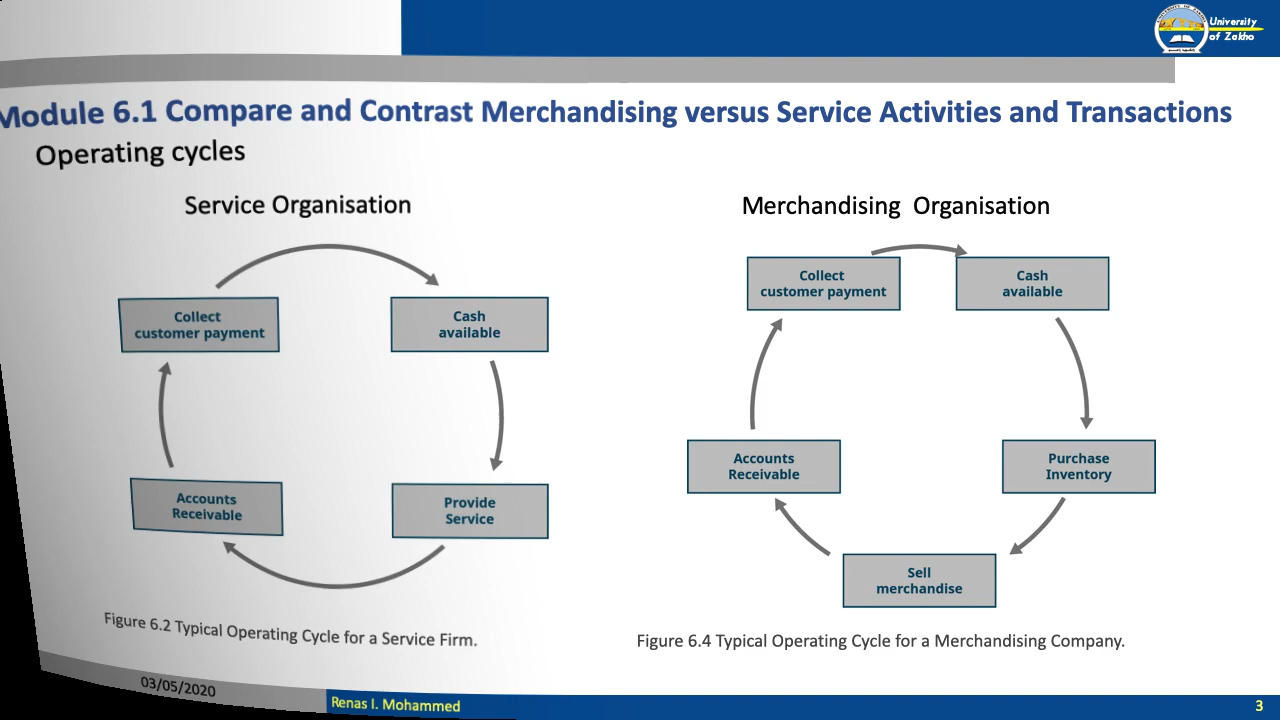 University
of Zakho
Module 6.1 Compare and Contrast Merchandising versus Service Activities and Transactions
Operating cycles
Service Organisation
Collect
customer payment
Cash
available
Accounts
Receivable
Provide
Service
Figure 6.2 Typical Operating Cycle for a Service Firm.
Merchandising Organisation
Collect
customer payment
Cash
available
Accounts
Receivable
Purchase
Inventory
Sell
merchandise
Figure 6.4 Typical Operating Cycle for a Merchandising Company.
03/05/2020
Renas I. Mohammed
3